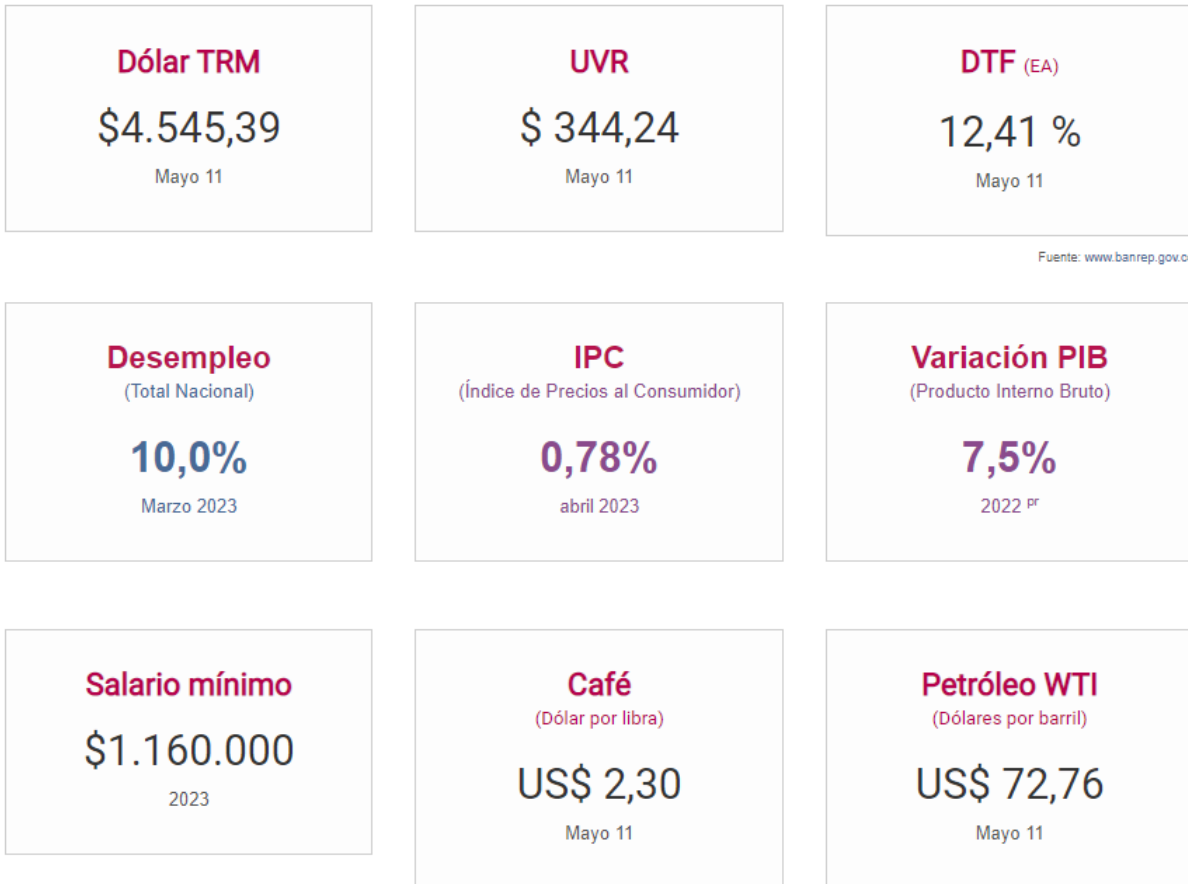 Dólar TRM
$4.545,39
Mayo 11
UVR
$ 344,24
Mayo 11
DTF (EA)
12,41 %
Mayo 11
Fuente: www.banrep.gov.c
Desempleo
(Total Nacional)
10,0%
Marzo 2023
IPC
(Índice de Precios al Consumidor)
0,78%
abril 2023
Variación PIB
(Producto Interno Bruto)
7,5%
2022 pr
Salario mínimo
$1.160.000
2023
Café
(Dólar por libra)
US$ 2,30
Mayo 11
Petróleo WTI
(Dólares por barril)
US$ 72,76
Mayo 11